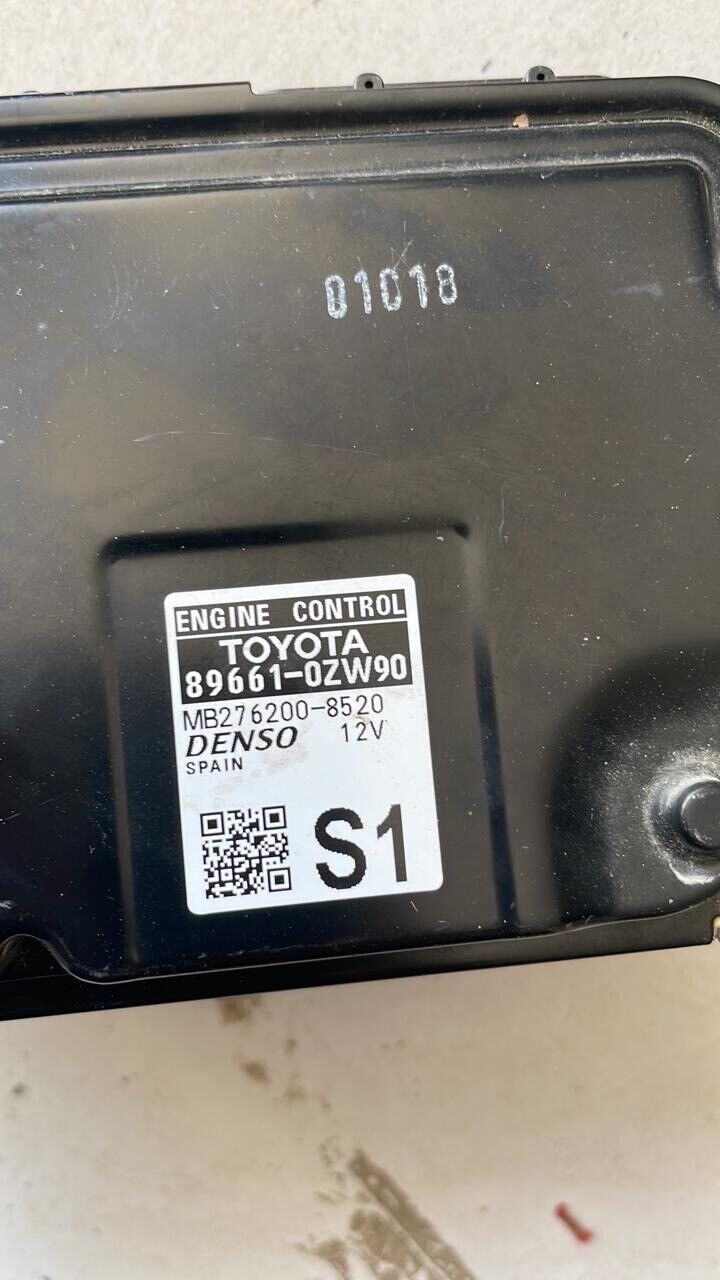 01018
ENGINE CONTROL
TOYOTA
89661-0ZW90
MB276200-8520
DENSO 12V
SPAIN
S1